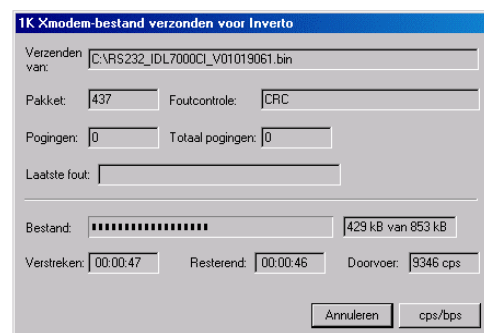 1K Xmodem-bestand verzonden voor Inverto
Verzenden van: C:\RS232_IDL7000CI_V01019061.bin
Pakket: 437 Foutcontrole: CRC
Pogingen: 0 Totaal pogingen: 0
Laatste fout:
Bestand: 429 kB van 853 kB
Verstreken: 00:00:47 Resterend: 00:00:46 Doorvoer: 9346 cps
Annuleren cps/bps